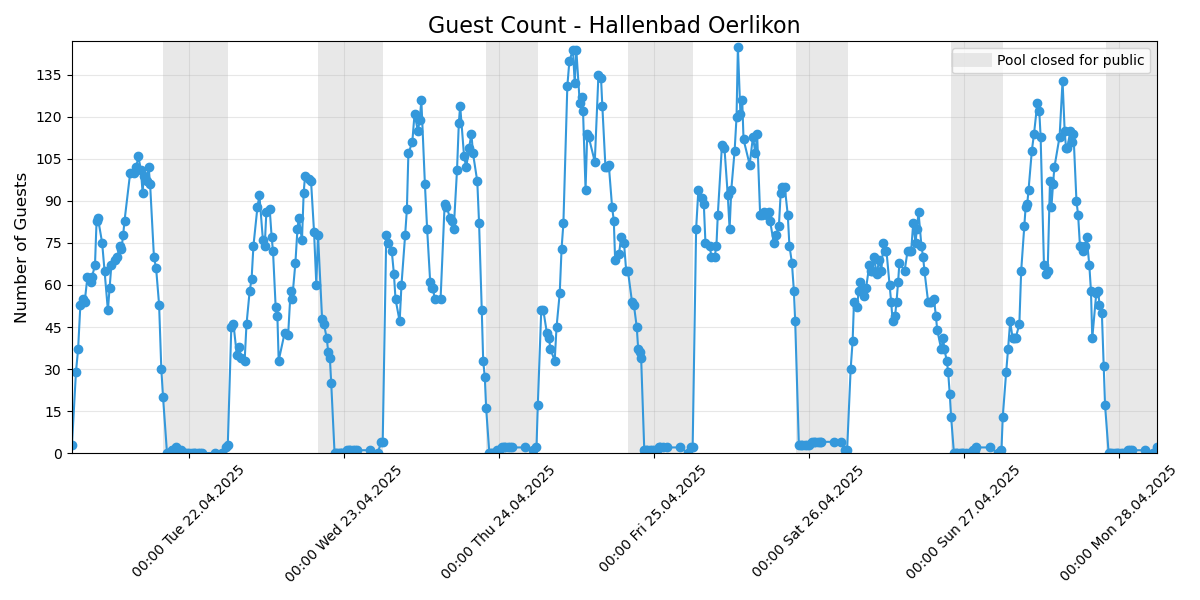 Guest Count - Hallenbad Oerlikon
Pool closed for public
Number of Guests
135
120
105
90
75
60
45
30
15
0
00:00 Tue 22.04.2025
00:00 Wed 23.04.2025
00:00 Thu 24.04.2025
00:00 Fri 25.04.2025
00:00 Sat 26.04.2025
00:00 Sun 27.04.2025
00:00 Mon 28.04.2025